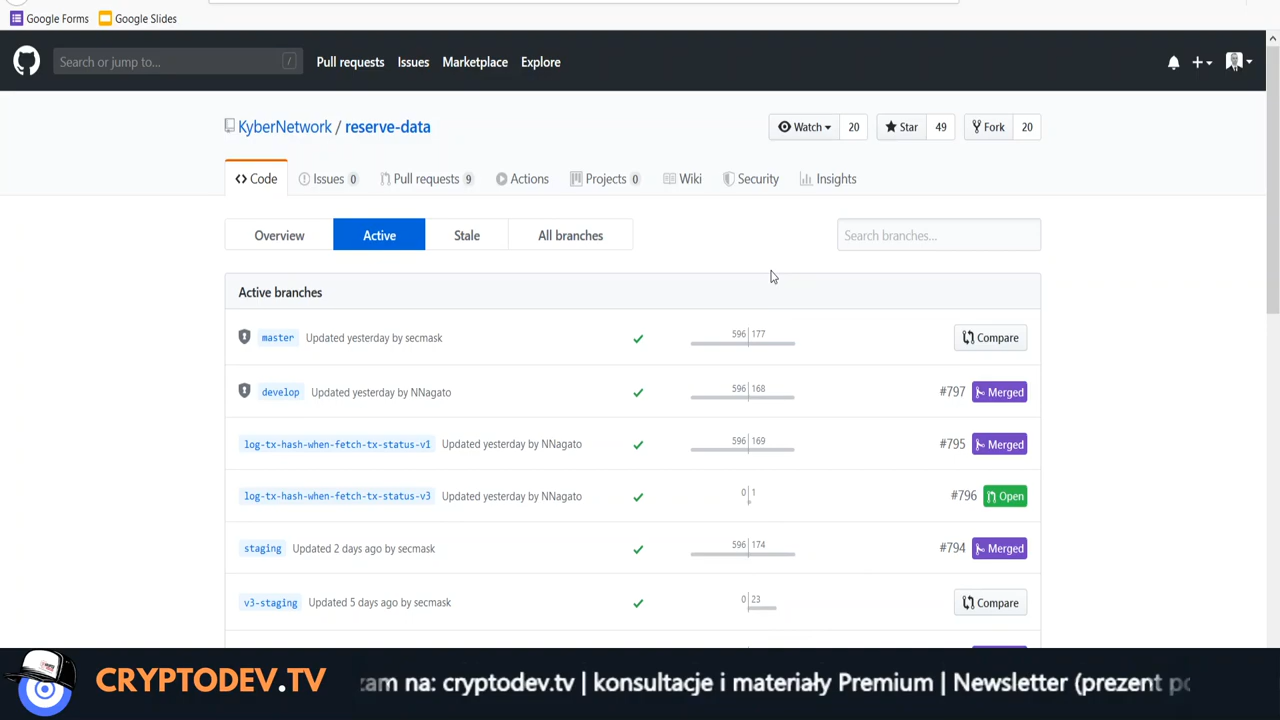 Google Forms Google Slides
Search or jump to... / Pull requests Issues Marketplace Explore
KyberNetwork / reserve-data Watch 20 Star 49 Fork 20
Code Issues 0 Pull requests 9 Actions Projects 0 Wiki Security Insights
Overview Active Stale All branches Search branches...
Active branches
master Updated yesterday by secmask 596 177 Compare
develop Updated yesterday by NNagato 596 168 #797 Merged
log-tx-hash-when-fetch-tx-status-v1 Updated yesterday by NNagato 596 169 #795 Merged
log-tx-hash-when-fetch-tx-status-v3 Updated yesterday by NNagato 0 1 #796 Open
staging Updated 2 days ago by secmask 596 174 #794 Merged
v3-staging Updated 5 days ago by secmask 0 23 Compare
CRYPTODEV.TV na: cryptodev.tv | konsultacje i materiały Premium | Newsletter (prezent